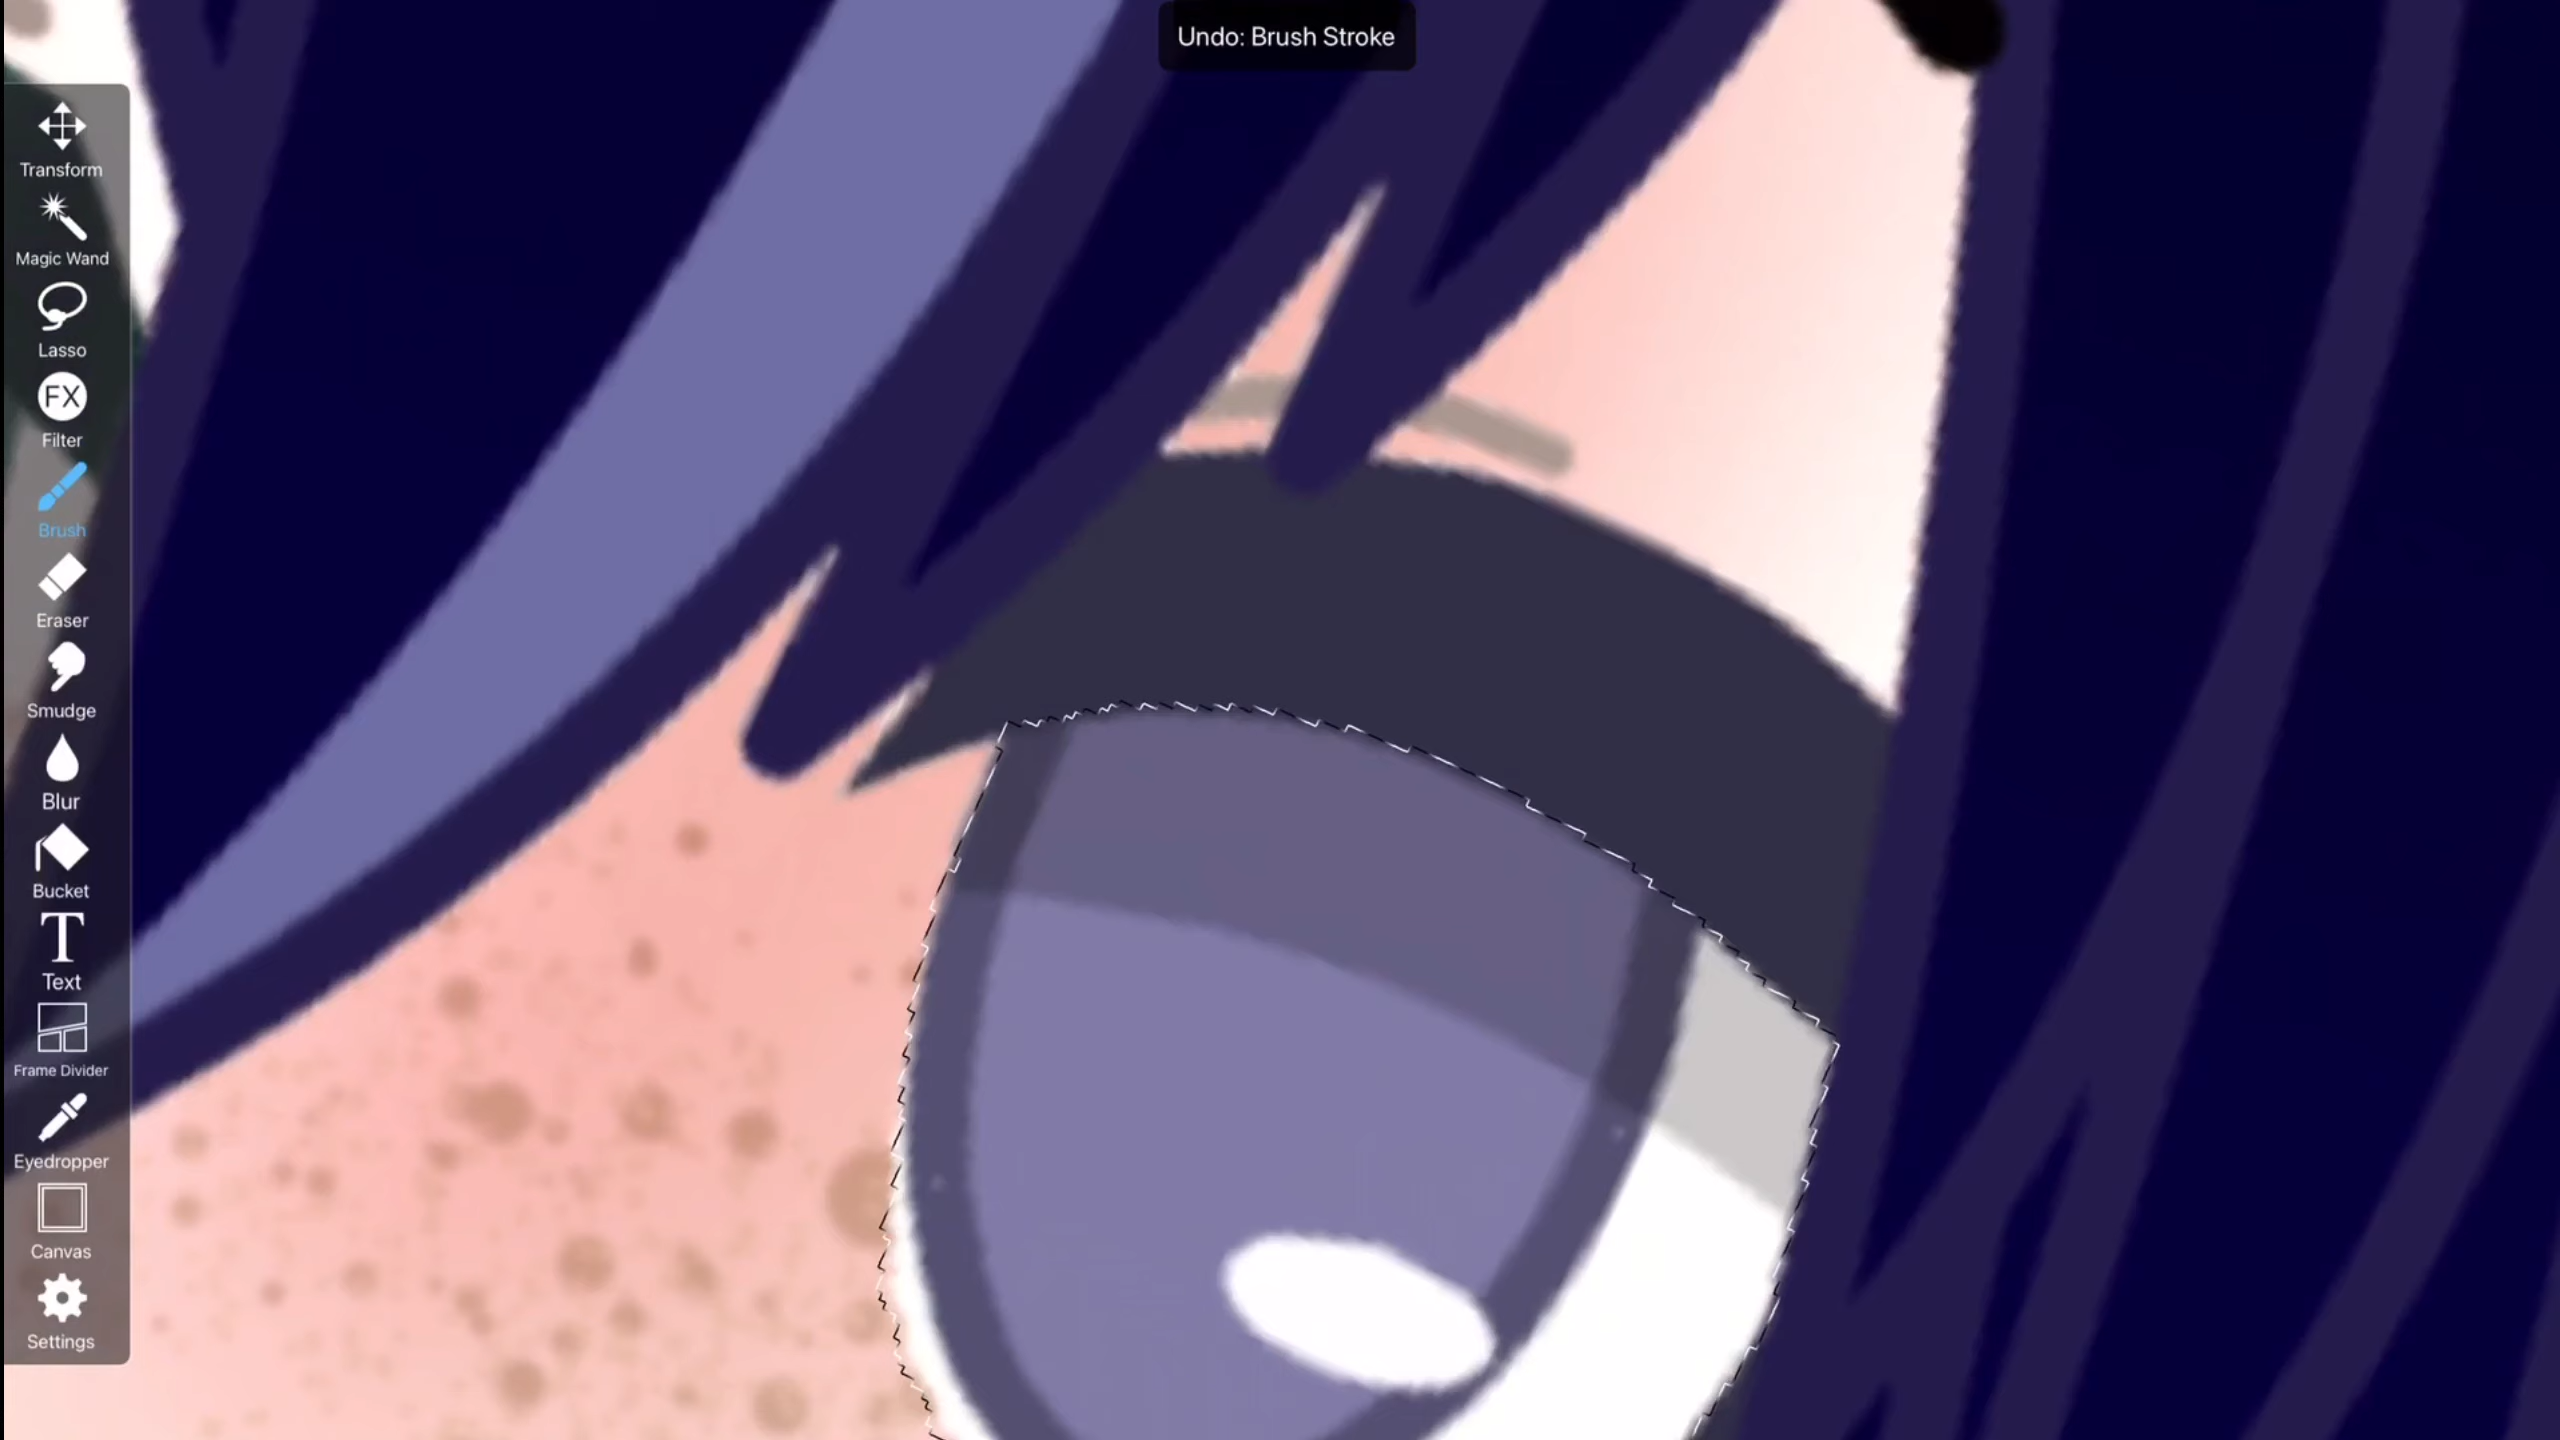 Undo: Brush Stroke
Transform
Magic Wand
Lasso
FX
Filter
Brush
Eraser
Smudge
Blur
Bucket
T
Text
Frame Divider
Eyedropper
Canvas
Settings